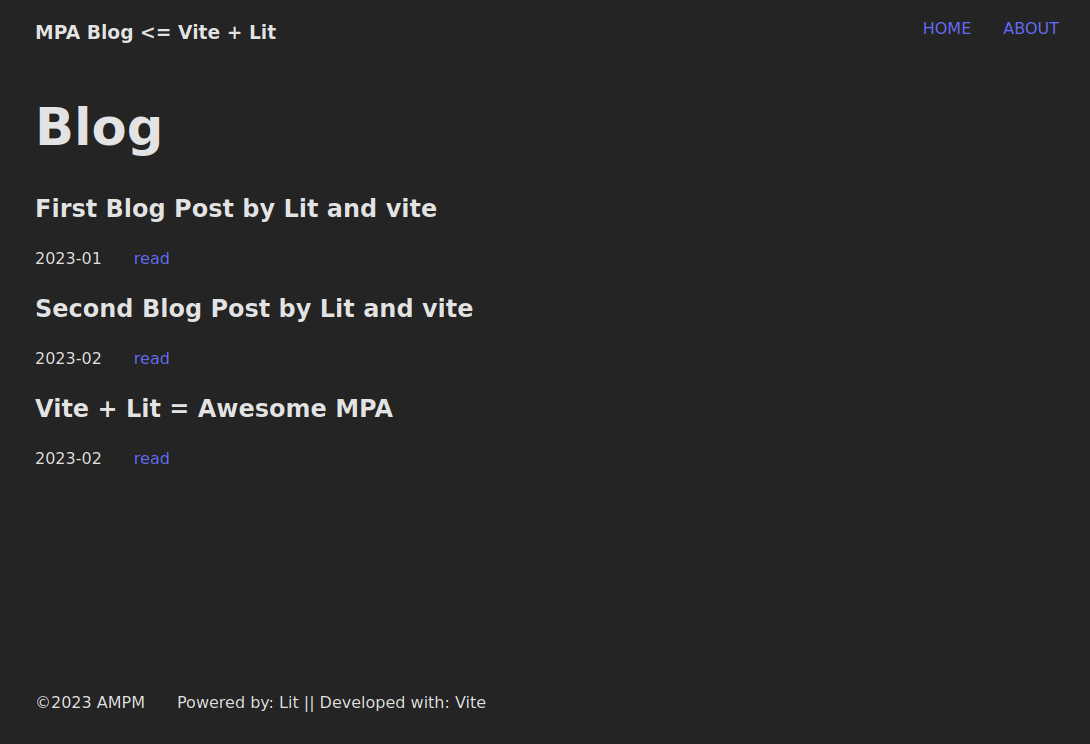 MPA Blog <= Vite + Lit HOME ABOUT
Blog
First Blog Post by Lit and vite
2023-01 read
Second Blog Post by Lit and vite
2023-02 read
Vite + Lit = Awesome MPA
2023-02 read
©2023 AMPM Powered by: Lit || Developed with: Vite